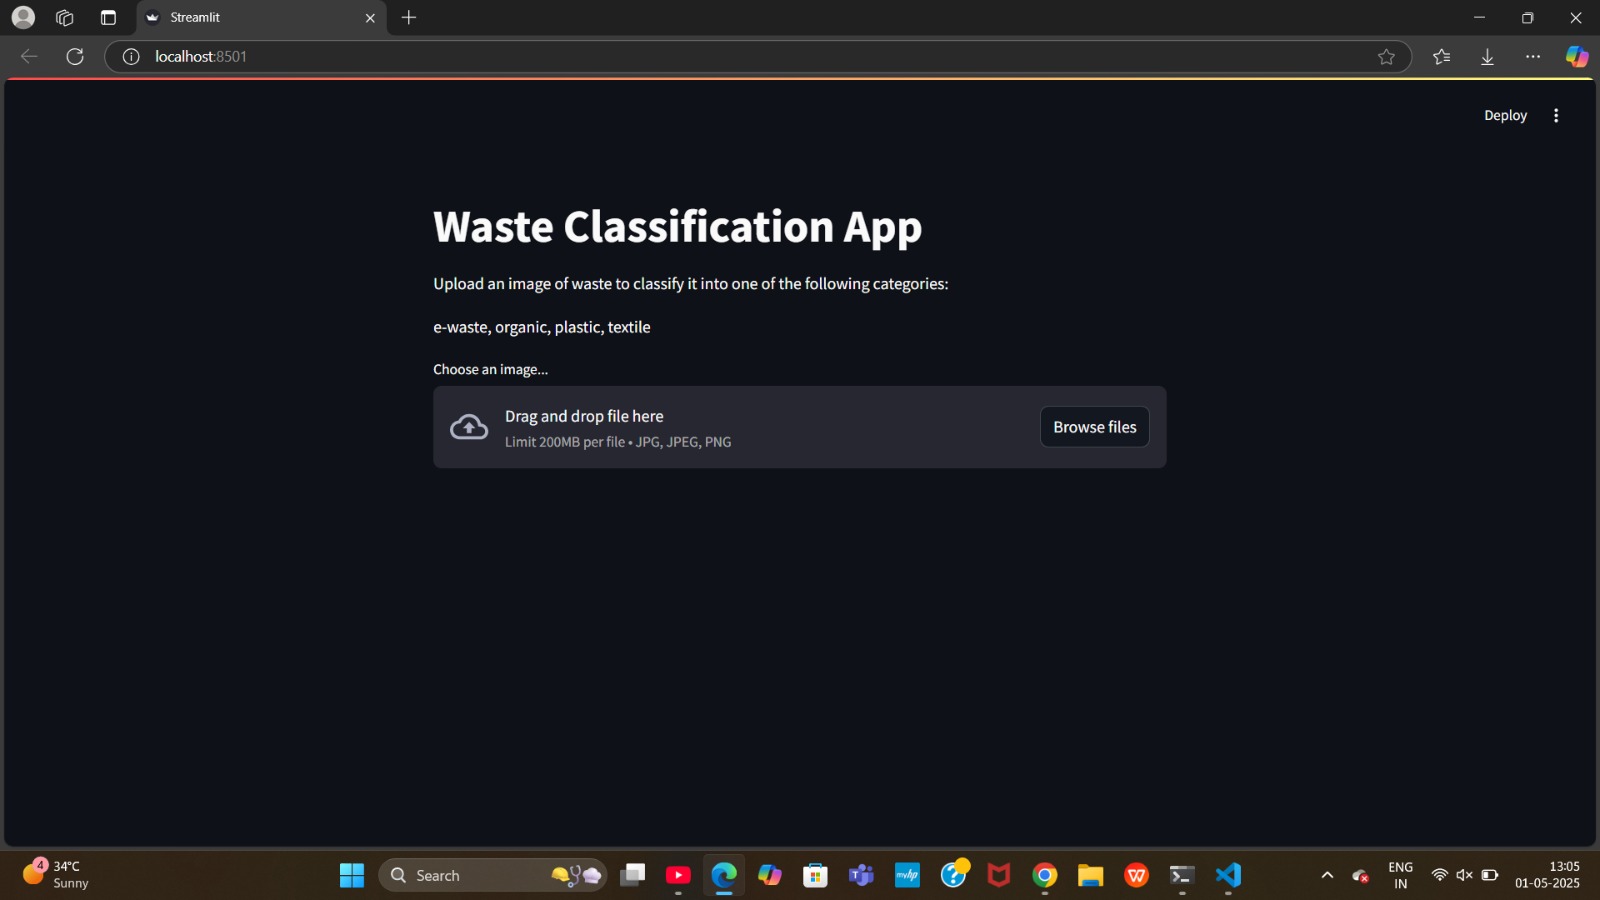 Streamlit
localhost:8501
Deploy
Waste Classification App
Upload an image of waste to classify it into one of the following categories:
e-waste, organic, plastic, textile
Choose an image...
Drag and drop file here
Limit 200MB per file • JPG, JPEG, PNG
Browse files
4
34°C
Sunny
Search
myhp
W
ENG
IN
13:05
01-05-2025